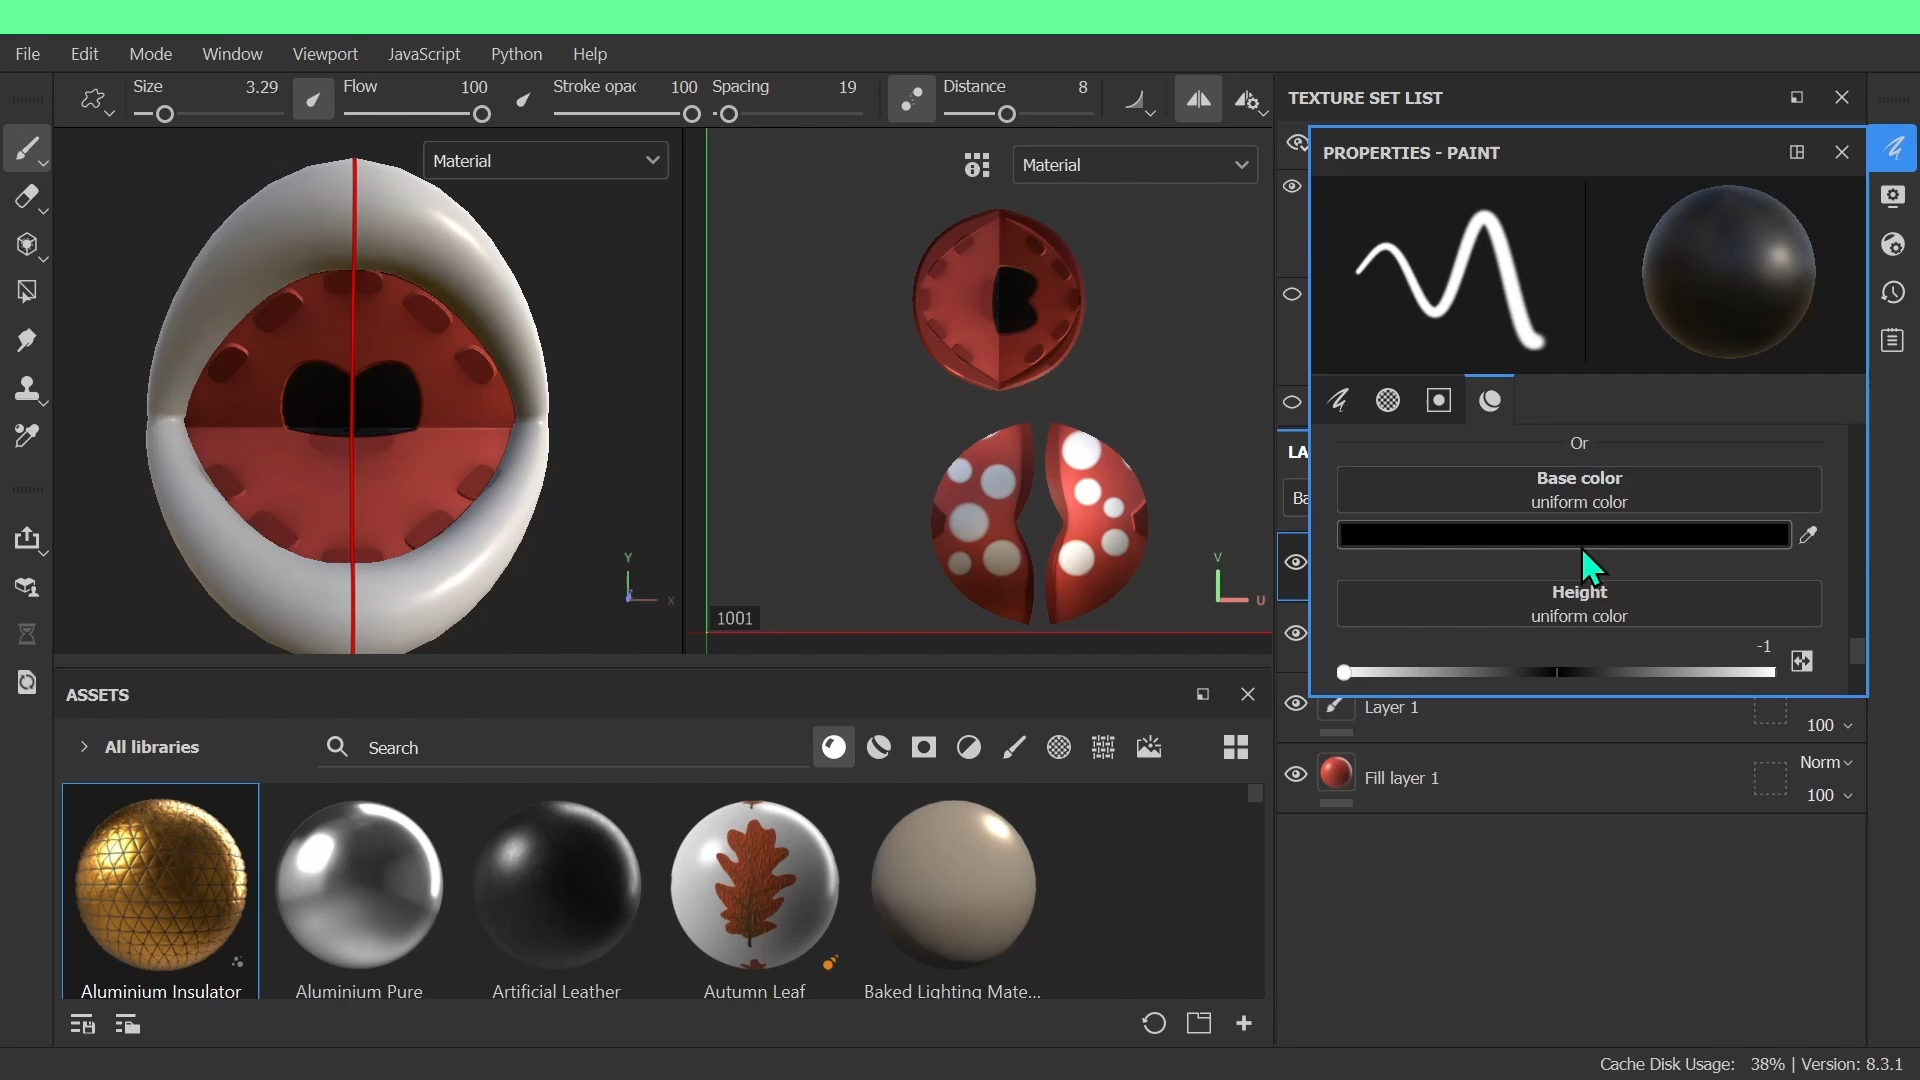 File Edit Mode Window Viewport JavaScript Python Help
Size 3.29 Flow 100 Stroke opac 100 Spacing 19 Distance 8
TEXTURE SET LIST
Material
Material
PROPERTIES - PAINT
Or
Base color
uniform color
LA
Ba
Height
uniform color
-1
Y
X
V
U
1001
Layer 1
100
Norm
Fill layer 1
100
ASSETS
All libraries
Search
Aluminium Insulator
Aluminium Pure
Artificial Leather
Autumn Leaf
Baked Lighting Mate...
Cache Disk Usage: 38% | Version: 8.3.1